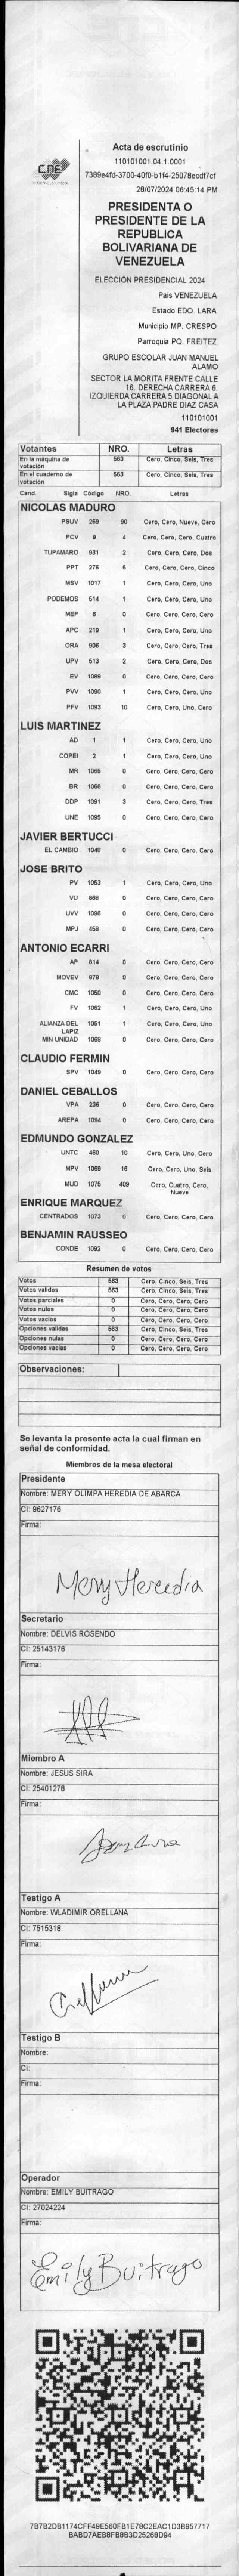 CNE
Acta de escrutinio
110101001.04.1.0001
7389e4fd-3700-40f0-b1f4-25078ecdf7cf
28/07/2024 06:45:14 PM
PRESIDENTA O
PRESIDENTE DE LA
REPUBLICA
BOLIVARIANA DE
VENEZUELA
ELECCIÓN PRESIDENCIAL 2024
Pais VENEZUELA
Estado EDO. LARA
Municipio MP. CRESPO
Parroquia PQ. FREITEZ
GRUPO ESCOLAR JUAN MANUEL
ALAMO
SECTOR LA MORITA FRENTE CALLE
16. DERECHA CARRERA 6.
IZQUIERDA CARRERA 5 DIAGONAL A
LA PLAZA PADRE DIAZ CASA
110101001
941 Electores
Votantes NRO. Letras
En la máquina de votación 563 Cero, Cinco, Seis, Tres
En el cuaderno de votación 563 Cero, Cinco, Seis, Tres
Cand. Sigla Código NRO. Letras
NICOLAS MADURO
PSUV 269 90 Cero, Cero, Nueve, Cero
PCV 9 4 Cero, Cero, Cero, Cuatro
TUPAMARO 931 2 Cero, Cero, Cero, Dos
PPT 276 5 Cero, Cero, Cero, Cinco
MSV 1017 1 Cero, Cero, Cero, Uno
PODEMOS 514 1 Cero, Cero, Cero, Uno
MEP 6 0 Cero, Cero, Cero, Cero
APC 219 1 Cero, Cero, Cero, Uno
ORA 906 3 Cero, Cero, Cero, Tres
UPV 513 2 Cero, Cero, Cero, Dos
EV 1089 0 Cero, Cero, Cero, Cero
PVV 1090 1 Cero, Cero, Cero, Uno
PFV 1093 10 Cero, Cero, Uno, Cero
LUIS MARTINEZ
AD 1 1 Cero, Cero, Cero, Uno
COPEI 2 1 Cero, Cero, Cero, Uno
MR 1055 0 Cero, Cero, Cero, Cero
BR 1066 0 Cero, Cero, Cero, Cero
DDP 1091 3 Cero, Cero, Cero, Tres
UNE 1095 0 Cero, Cero, Cero, Cero
JAVIER BERTUCCI
EL CAMBIO 1048 0 Cero, Cero, Cero, Cero
JOSE BRITO
PV 1053 1 Cero, Cero, Cero, Uno
VU 988 0 Cero, Cero, Cero, Cero
UVV 1096 0 Cero, Cero, Cero, Cero
MPJ 458 0 Cero, Cero, Cero, Cero
ANTONIO ECARRI
AP 914 0 Cero, Cero, Cero, Cero
MOVEV 979 0 Cero, Cero, Cero, Cero
CMC 1050 0 Cero, Cero, Cero, Cero
FV 1062 1 Cero, Cero, Cero, Uno
ALIANZA DEL LAPIZ 1051 1 Cero, Cero, Cero, Uno
MIN UNIDAD 1068 0 Cero, Cero, Cero, Cero
CLAUDIO FERMIN
SPV 1049 0 Cero, Cero, Cero, Cero
DANIEL CEBALLOS
VPA 236 0 Cero, Cero, Cero, Cero
AREPA 1094 0 Cero, Cero, Cero, Cero
EDMUNDO GONZALEZ
UNTC 460 10 Cero, Cero, Uno, Cero
MPV 1069 16 Cero, Cero, Uno, Seis
MUD 1075 409 Cero, Cuatro, Cero, Nueve
ENRIQUE MARQUEZ
CENTRADOS 1073 0 Cero, Cero, Cero, Cero
BENJAMIN RAUSSEO
CONDE 1092 0 Cero, Cero, Cero, Cero
Resumen de votos
Votos 563 Cero, Cinco, Seis, Tres
Votos validos 563 Cero, Cinco, Seis, Tres
Votos parciales 0 Cero, Cero, Cero, Cero
Votos nulos 0 Cero, Cero, Cero, Cero
Votos vacios 0 Cero, Cero, Cero, Cero
Opciones validas 563 Cero, Cinco, Seis, Tres
Opciones nulas 0 Cero, Cero, Cero, Cero
Opciones vacias 0 Cero, Cero, Cero, Cero
Observaciones:
Se levanta la presente acta la cual firman en
señal de conformidad.
Miembros de la mesa electoral
Presidente
Nombre: MERY OLIMPA HEREDIA DE ABARCA
CI: 9627176
Firma:
Mery Heredia
Secretario
Nombre: DELVIS ROSENDO
CI: 25143176
Firma:
Miembro A
Nombre: JESUS SIRA
CI: 25401276
Firma:
Testigo A
Nombre: WLADIMIR ORELLANA
CI: 7515318
Firma:
Testigo B
Nombre:
CI:
Firma:
Operador
Nombre: EMILY BUITRAGO
CI: 27024224
Firma:
Emily Buitrago
7B7B2DB1174CFF49E560FB1E78C2EAC1D3B957717
BABD7AEB8FB8B3D25268D94